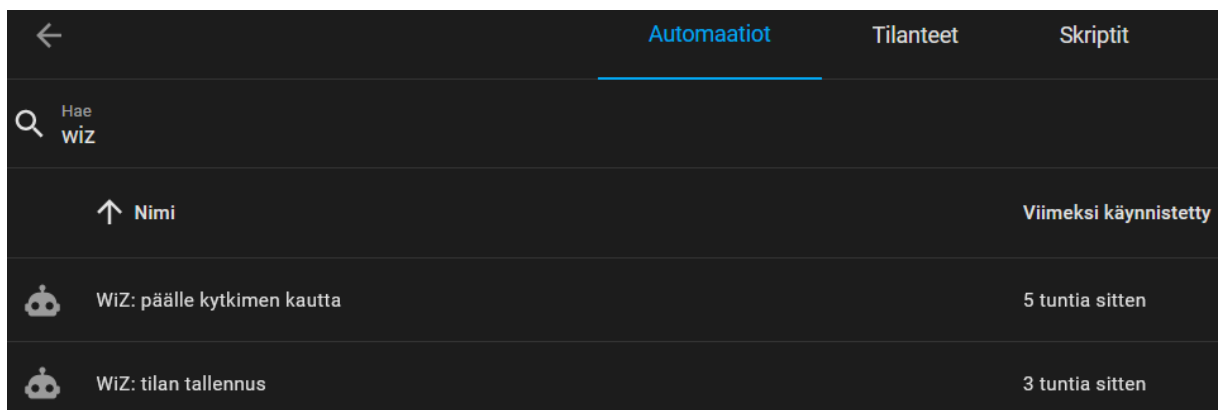 Automaatiot Tilanteet Skriptit
Hae
wiz
Nimi Viimeksi käynnistetty
WiZ: päälle kytkimen kautta 5 tuntia sitten
WiZ: tilan tallennus 3 tuntia sitten